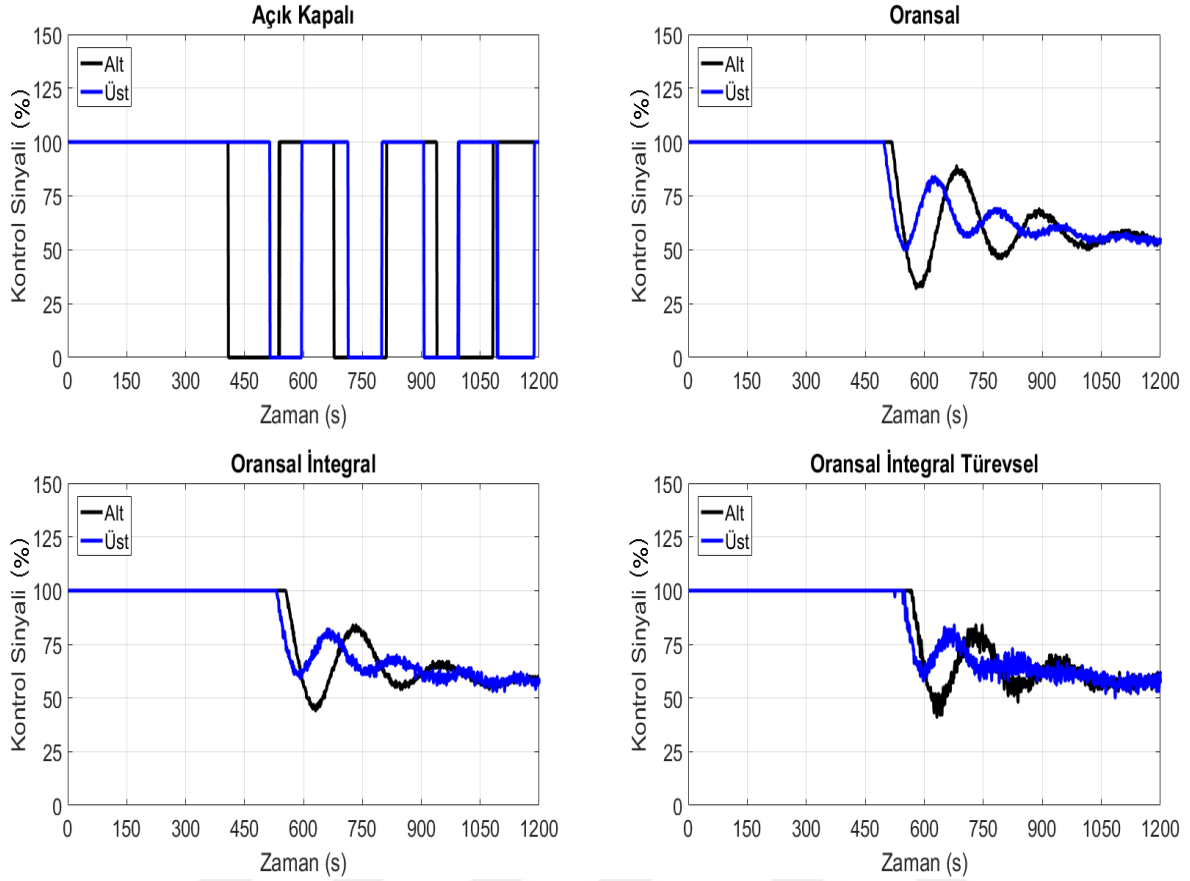 Açık Kapalı
150
125
100
75
50
25
0
Kontrol Sinyali (%)
Alt
Üst
0 150 300 450 600 750 900 1050 1200
Zaman (s)
Oransal
150
125
100
75
50
25
0
Kontrol Sinyali (%)
Alt
Üst
0 150 300 450 600 750 900 1050 1200
Zaman (s)
Oransal İntegral
150
125
100
75
50
25
0
Kontrol Sinyali (%)
Alt
Üst
0 150 300 450 600 750 900 1050 1200
Zaman (s)
Oransal İntegral Türevsel
150
125
100
75
50
25
0
Kontrol Sinyali (%)
Alt
Üst
0 150 300 450 600 750 900 1050 1200
Zaman (s)